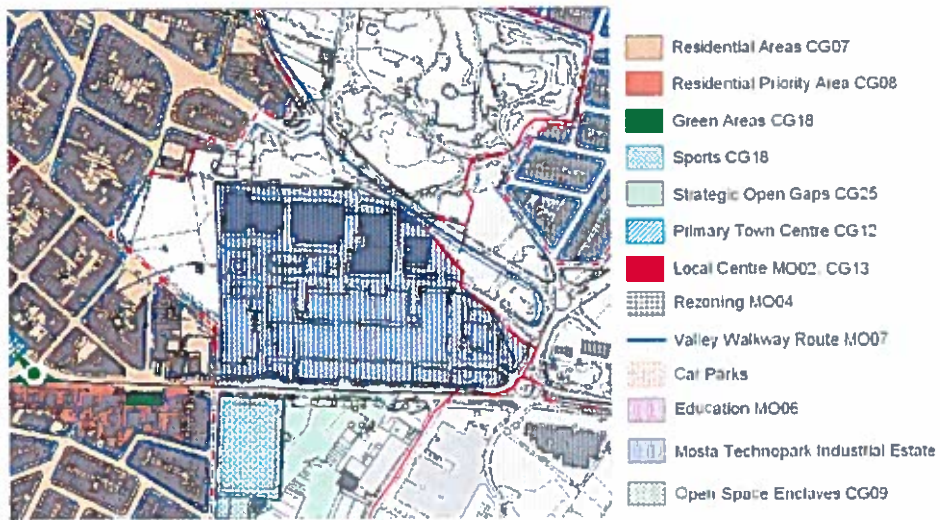 Residential Areas CG07
Residential Priority Area CG08
Green Areas CG18
Sports CG18
Strategic Open Gaps CG25
Primary Town Centre CG12
Local Centre MO02, CG13
Rezoning MO04
Valley Walkway Route MO07
Car Parks
Education MO06
Mosta Technopark Industrial Estate
Open Space Enclaves CG09